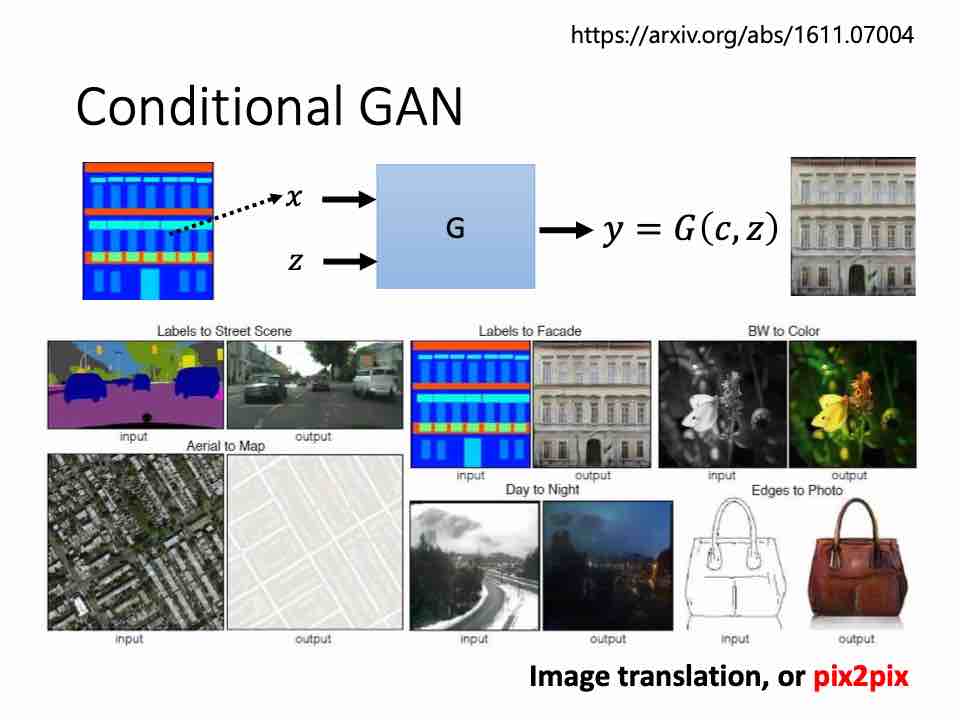 https://arxiv.org/abs/1611.07004
Conditional GAN
x
G
y = G(c, z)
z
Labels to Street Scene
Labels to Facade
BW to Color
input
output
Aerial to Map
input
output
input
output
Day to Night
Edges to Photo
input
output
input
output
input
output
Image translation, or pix2pix